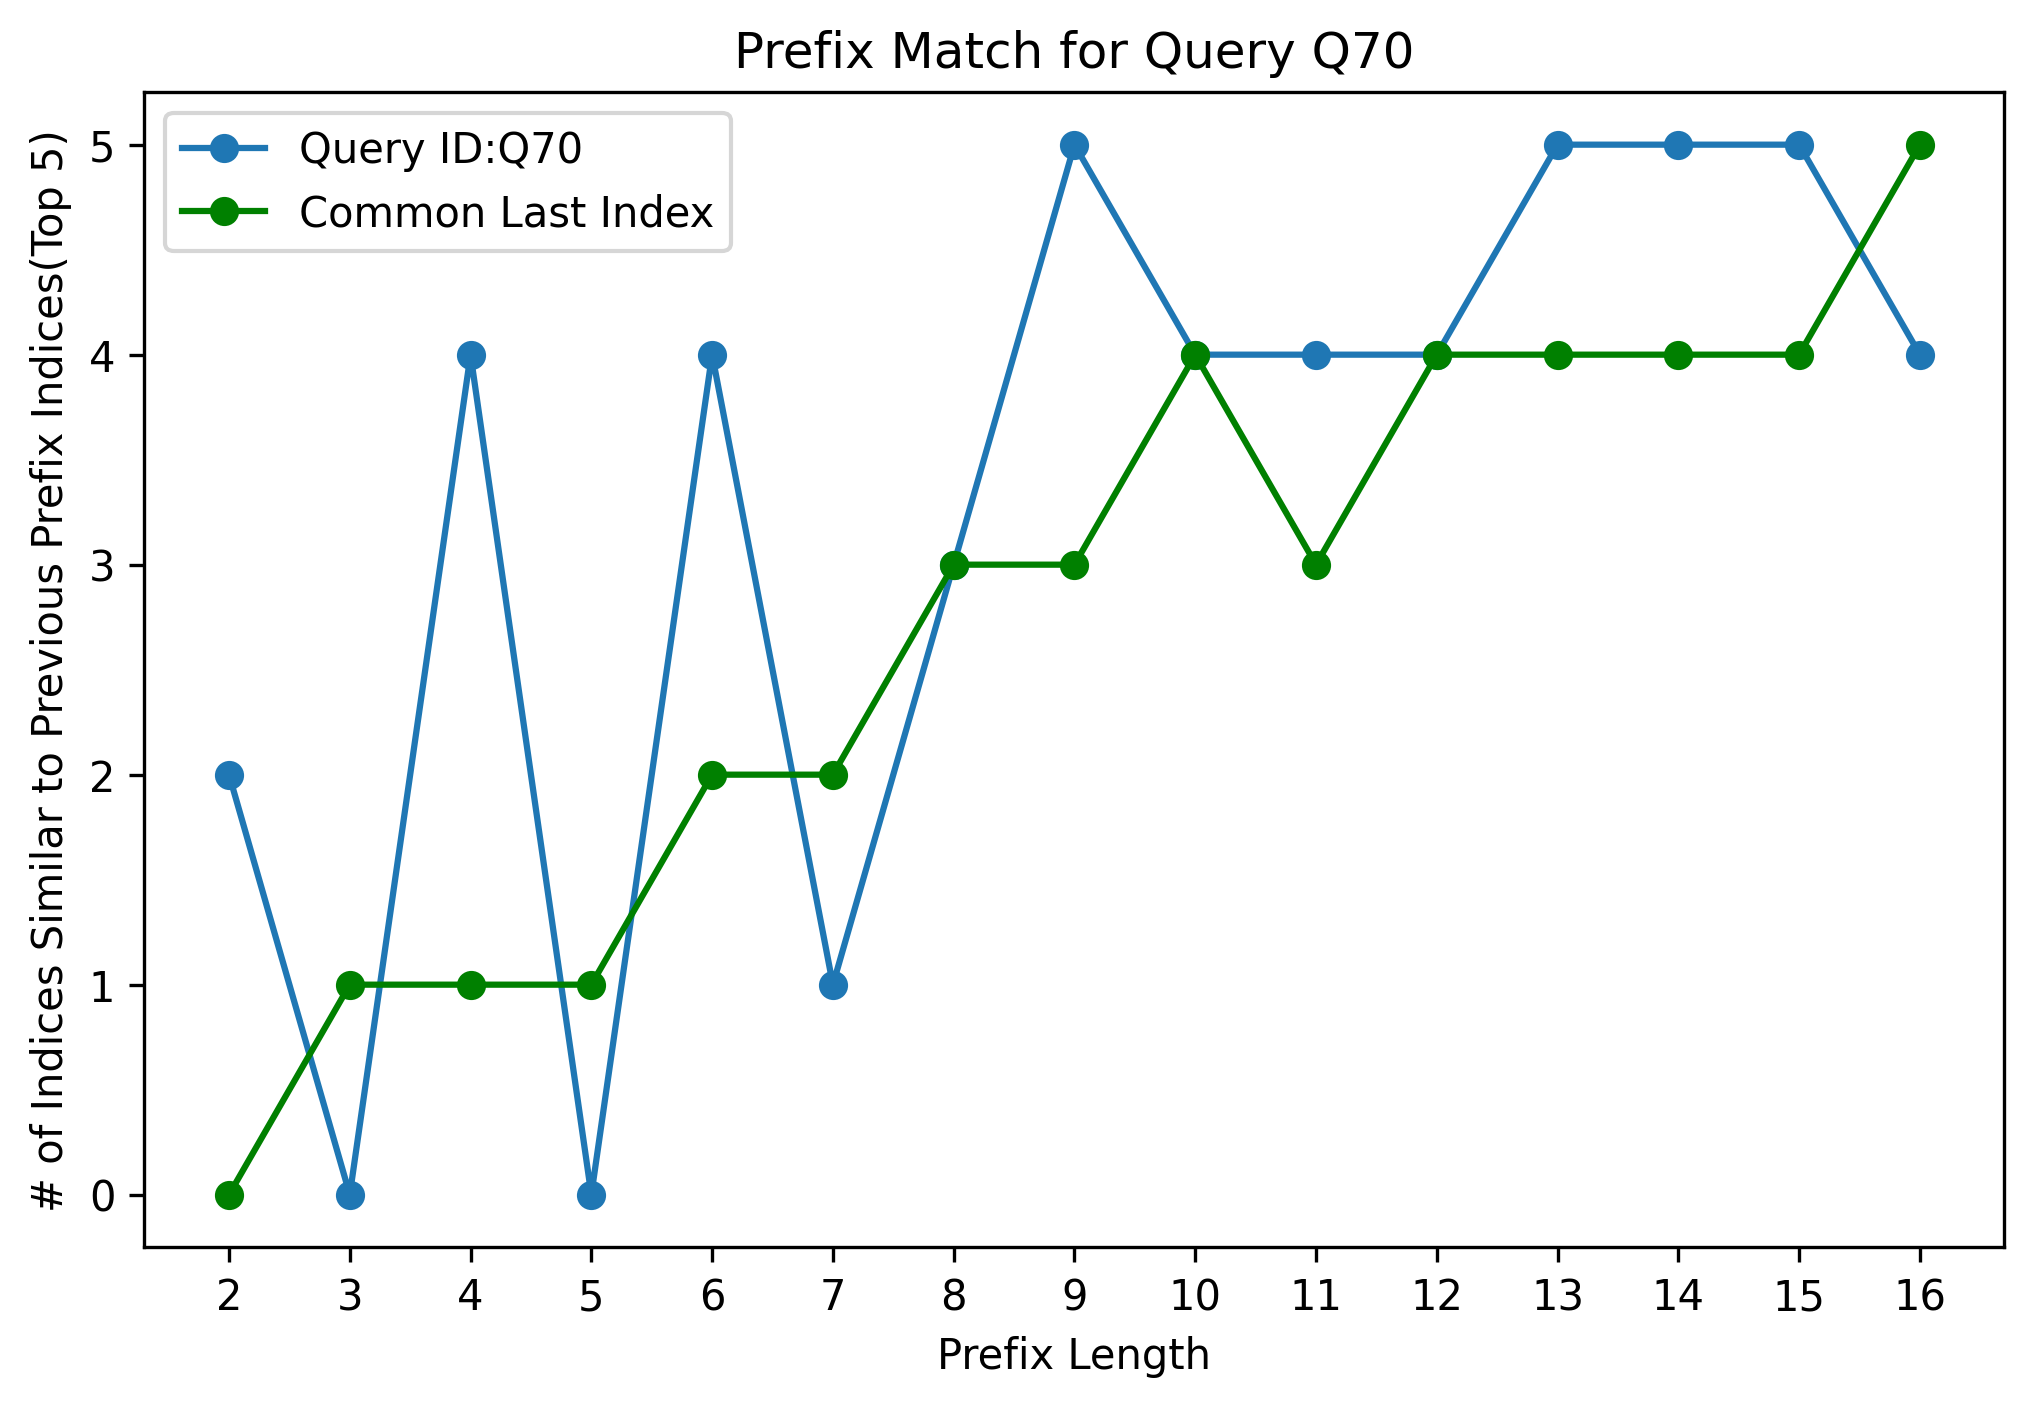 Prefix Match for Query Q70
Query ID:Q70
Common Last Index
# of Indices Similar to Previous Prefix Indices(Top 5)
5
4
3
2
1
0
2 3 4 5 6 7 8 9 10 11 12 13 14 15 16
Prefix Length